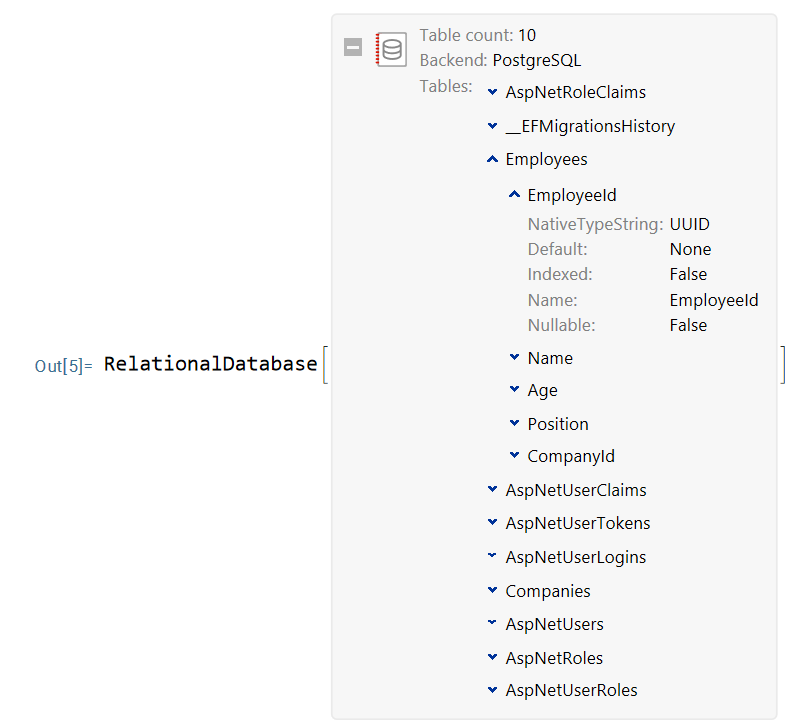 Table count: 10
Backend: PostgreSQL
Tables:
AspNetRoleClaims
__EFMigrationsHistory
Employees
EmployeeId
NativeTypeString: UUID
Default: None
Indexed: False
Name: EmployeeId
Nullable: False
Out[5]= RelationalDatabase[ ]
Name
Age
Position
CompanyId
AspNetUserClaims
AspNetUserTokens
AspNetUserLogins
Companies
AspNetUsers
AspNetRoles
AspNetUserRoles